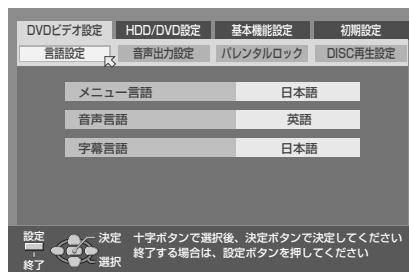 DVDビデオ設定 HDD/DVD設定 基本機能設定 初期設定
言語設定 音声出力設定 パレンタルロック DISC再生設定
メニュー言語 日本語
音声言語 英語
字幕言語 日本語
設定 決定 十字ボタンで選択後、決定ボタンで決定してください
終了 選択 終了する場合は、設定ボタンを押してください